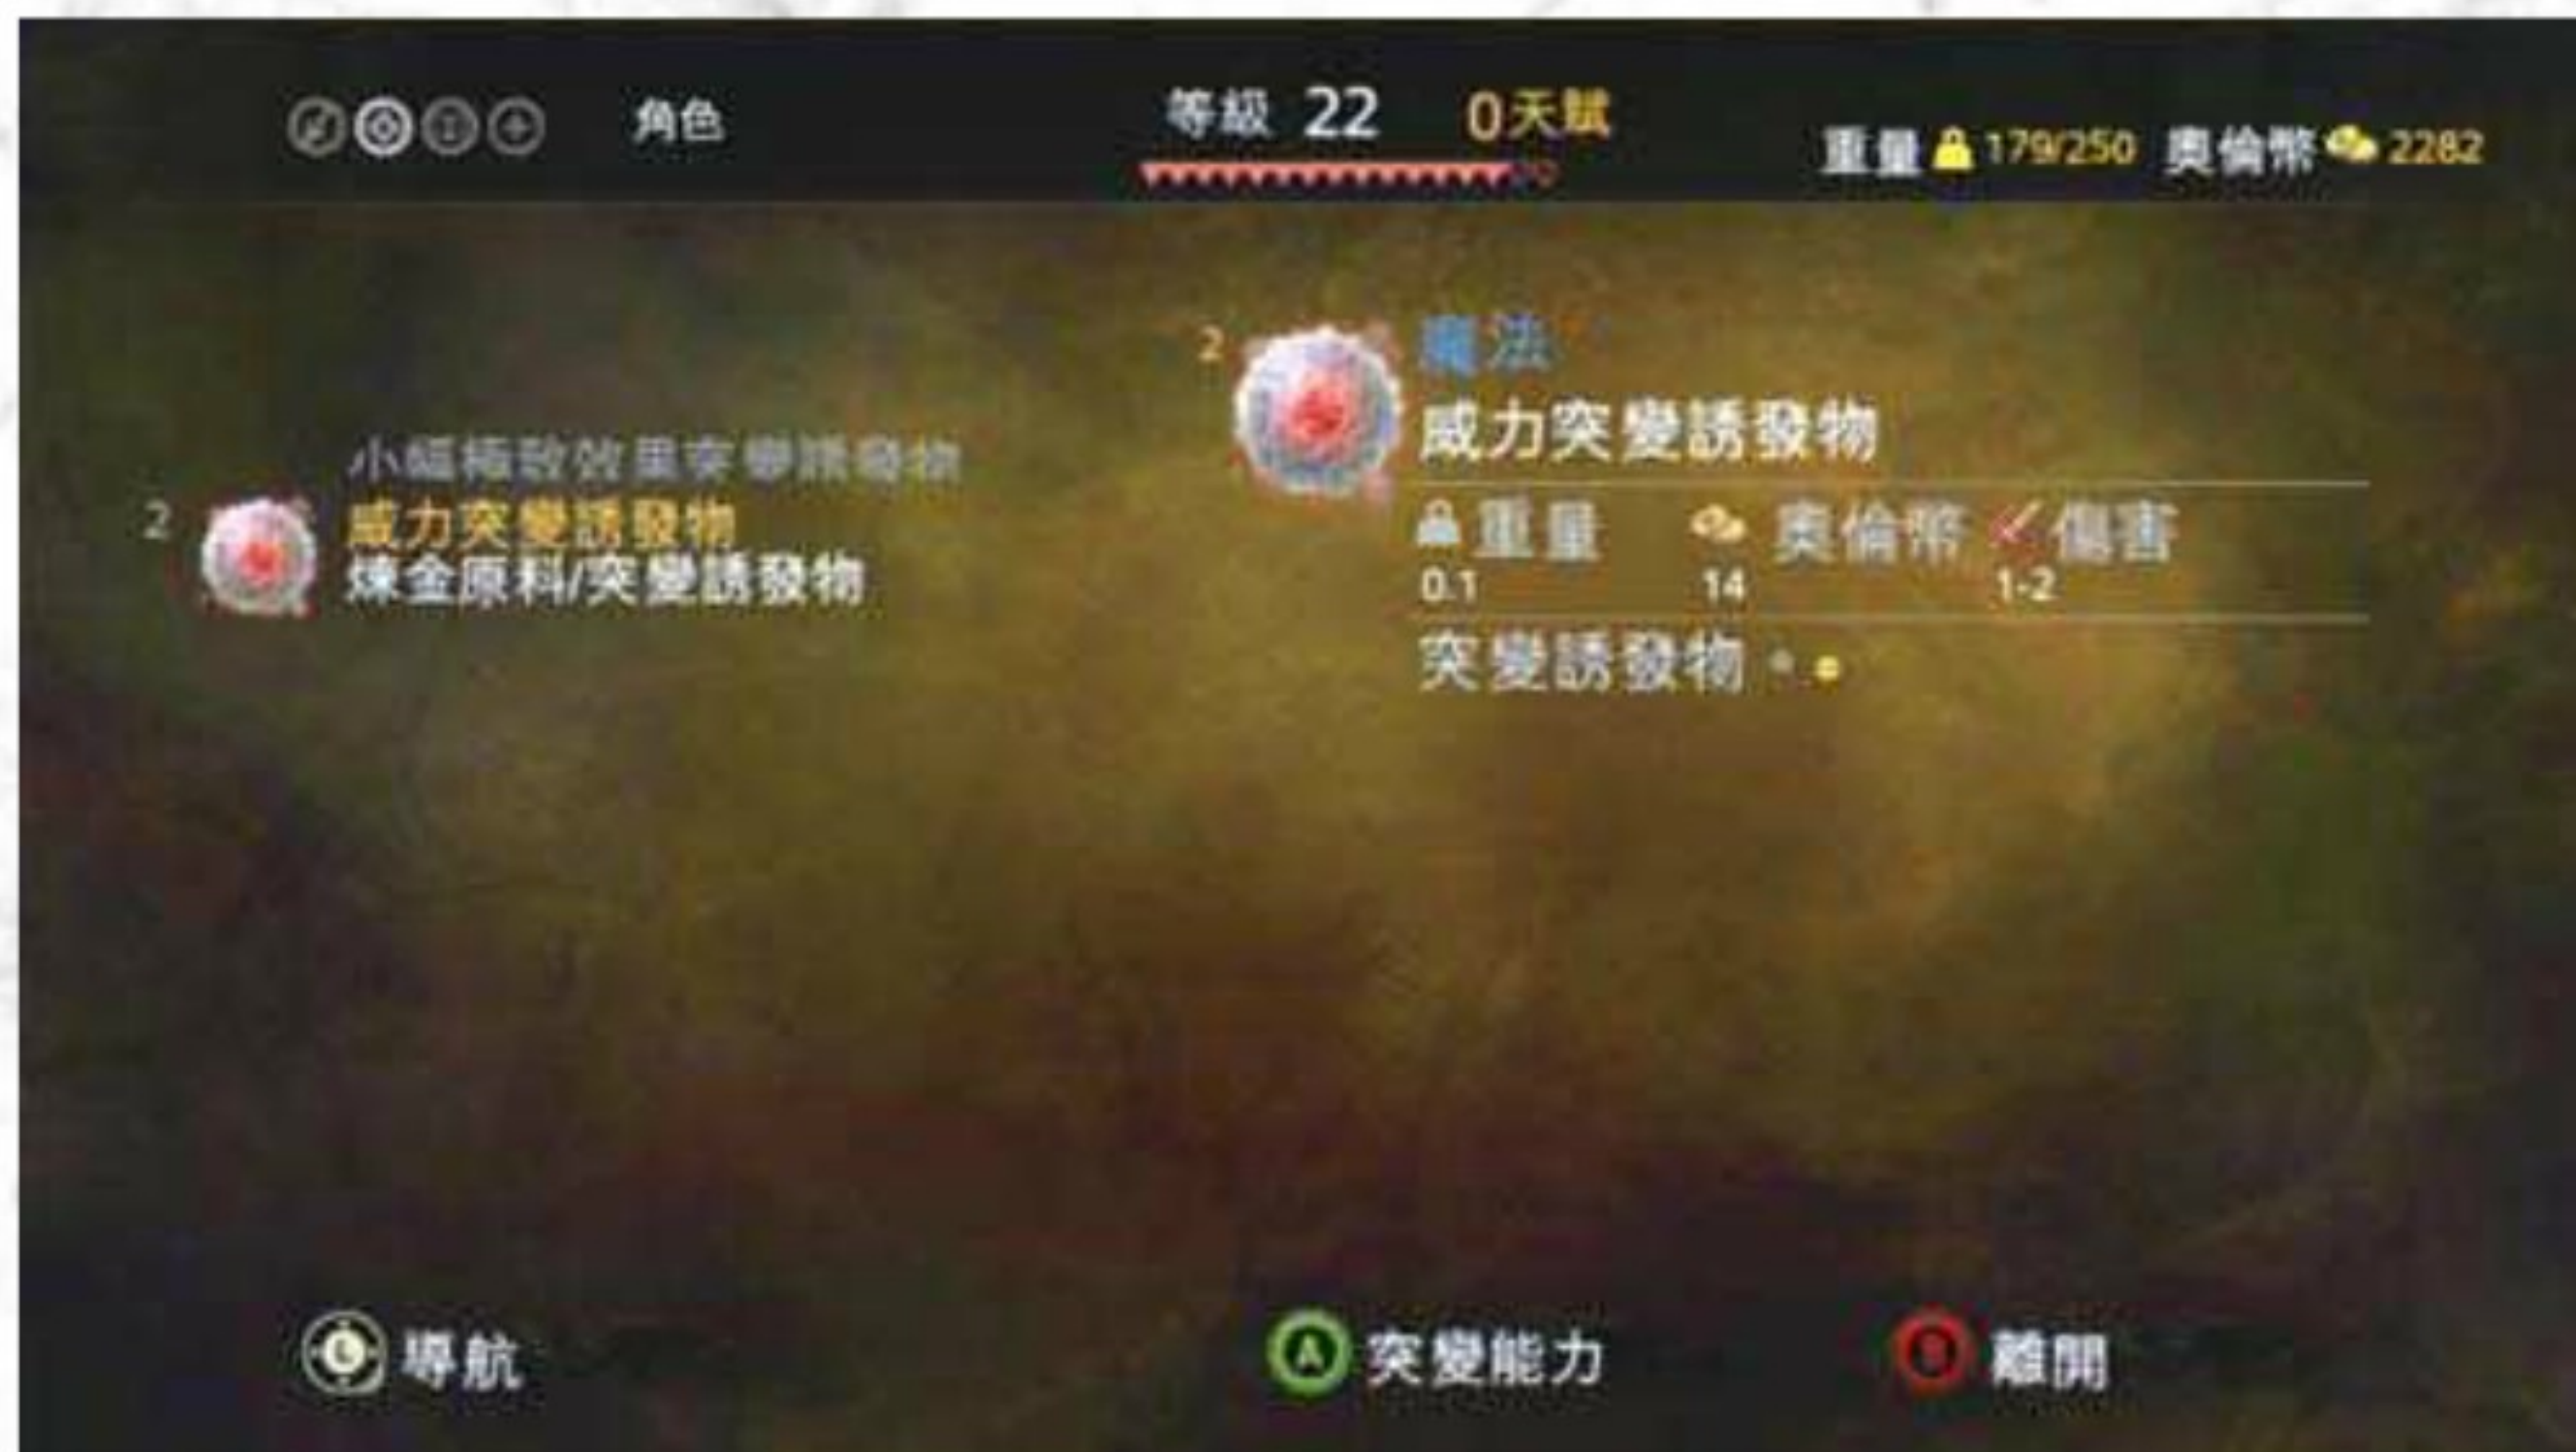 角色
等級 22 0天賦
重量 179/250 奧倫幣 2282
2 魔法
威力突變誘發物
重量 奧倫幣 傷害
0.1 14 1-2
突變誘發物
2 威力突變誘發物
煉金原料/突變誘發物
L 導航 A 突變能力 B 離開